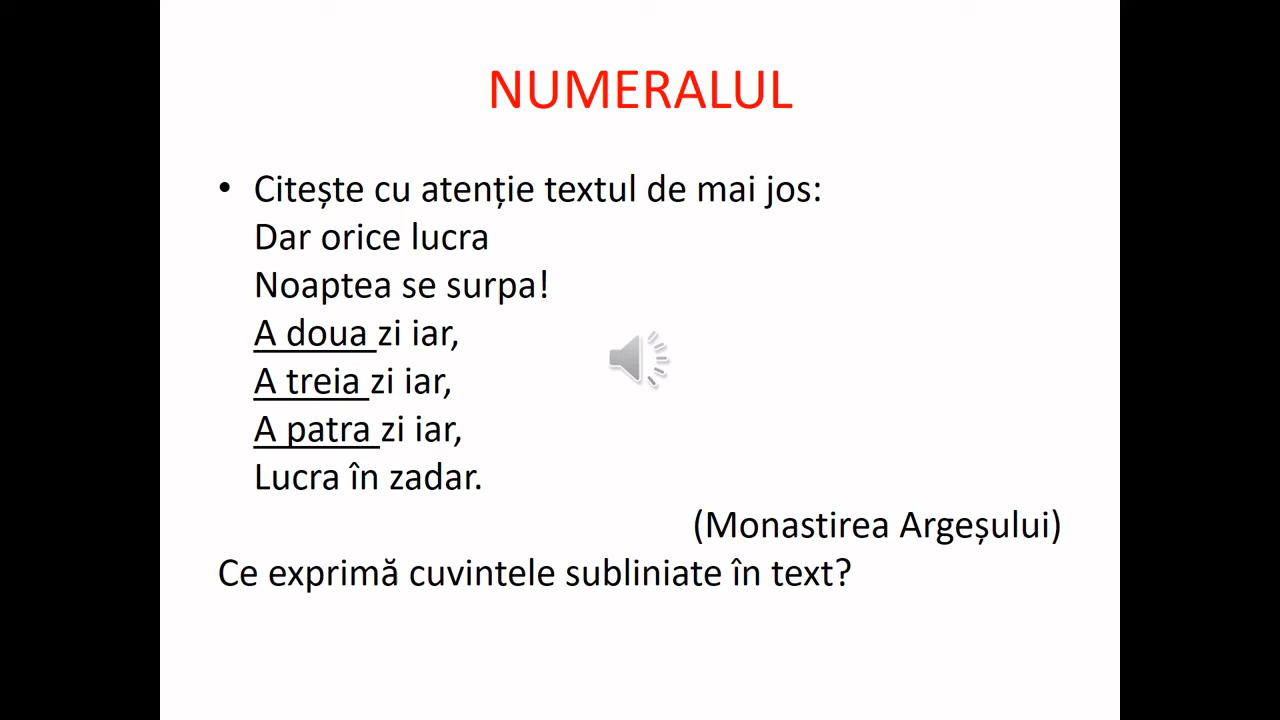 NUMERALUL
• Citește cu atenție textul de mai jos:
Dar orice lucra
Noaptea se surpa!
A doua zi iar,
A treia zi iar,
A patra zi iar,
Lucra în zadar.
(Monastirea Argeșului)
Ce exprimă cuvintele subliniate în text?